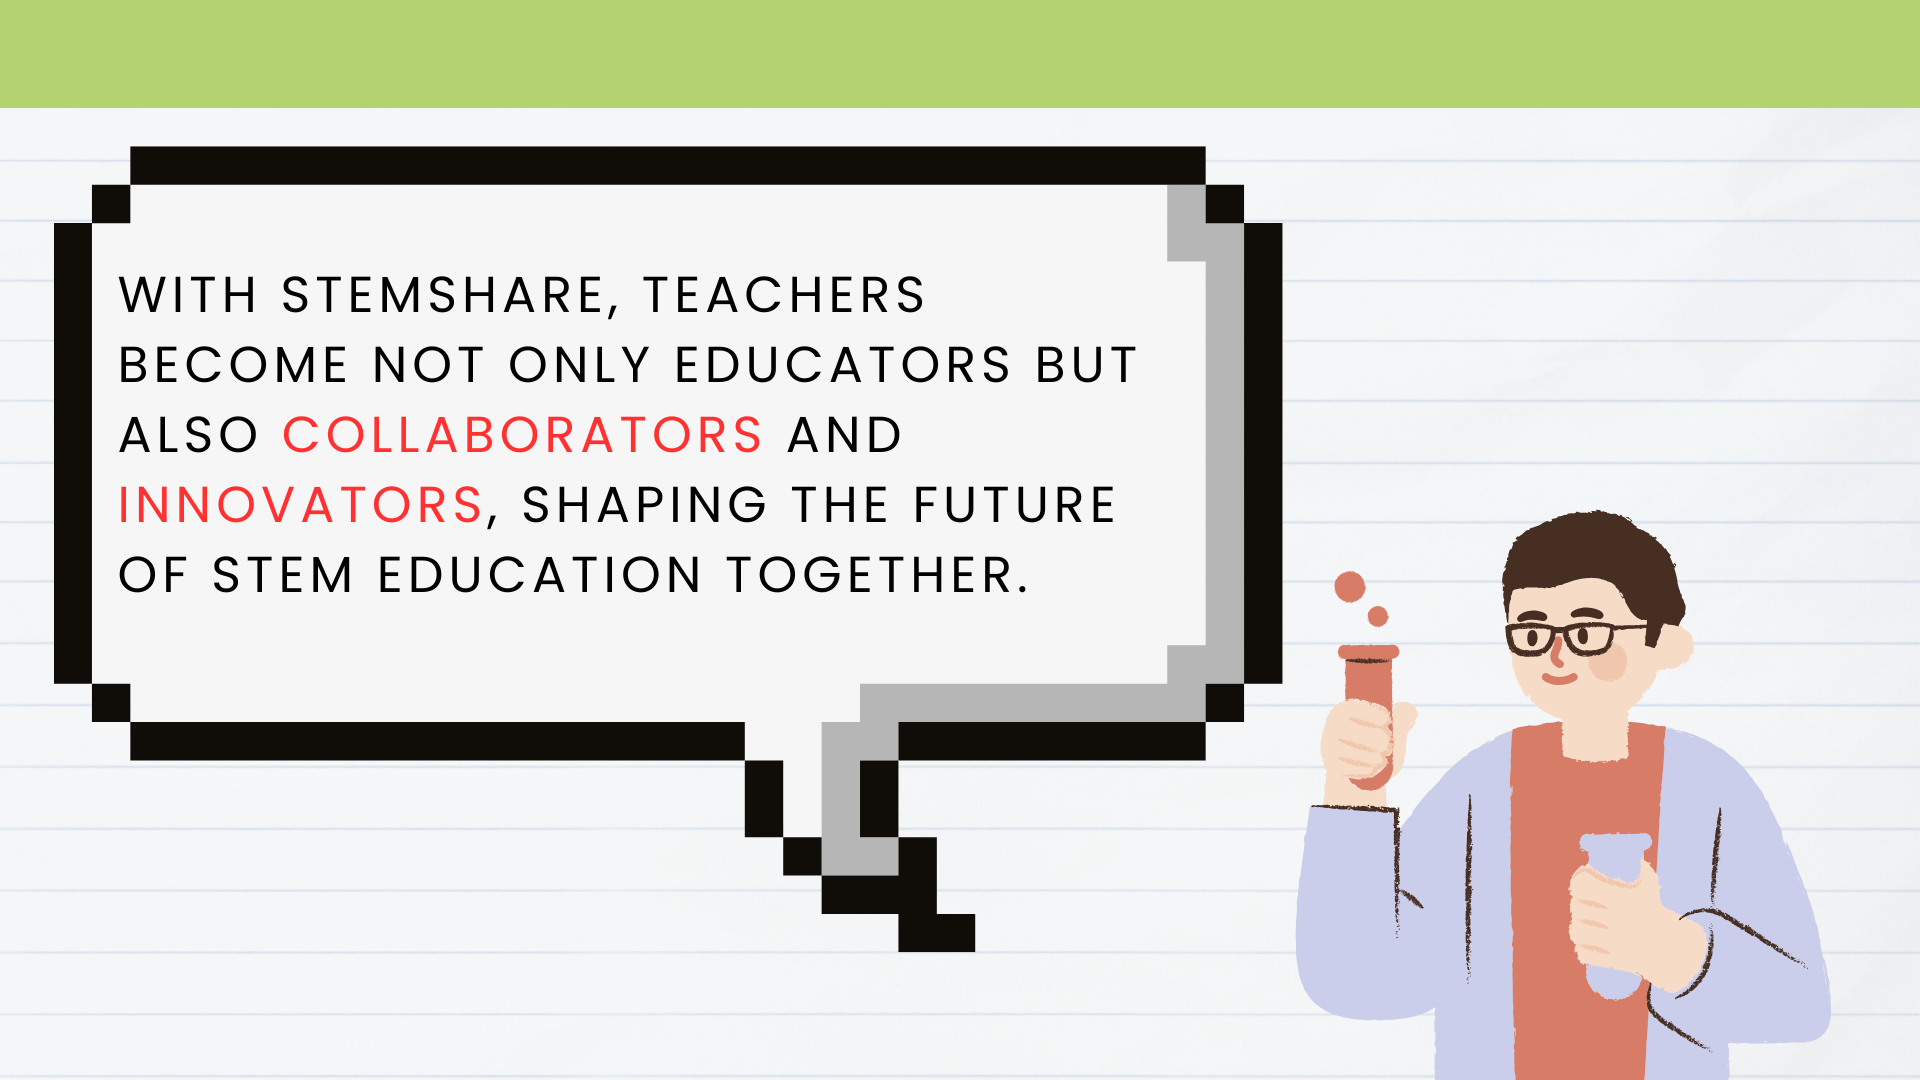 WITH STEMSHARE, TEACHERS
BECOME NOT ONLY EDUCATORS BUT
ALSO COLLABORATORS AND
INNOVATORS, SHAPING THE FUTURE
OF STEM EDUCATION TOGETHER.